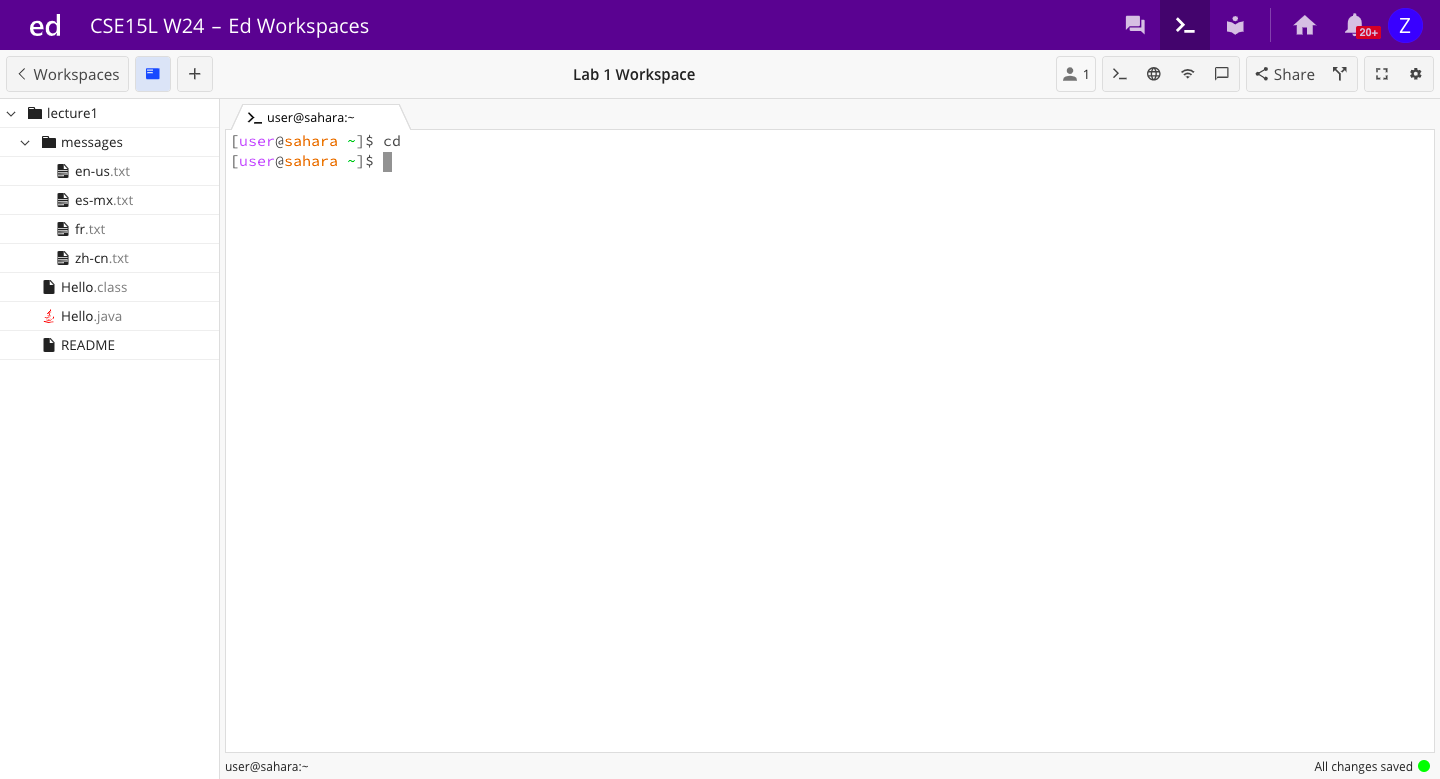 ed CSE15L W24 – Ed Workspaces 20+ Z
Workspaces Lab 1 Workspace 1 Share
lecture1
messages
en-us.txt
es-mx.txt
fr.txt
zh-cn.txt
Hello.class
Hello.java
README
user@sahara:~
[user@sahara ~]$ cd
[user@sahara ~]$
user@sahara:~ All changes saved